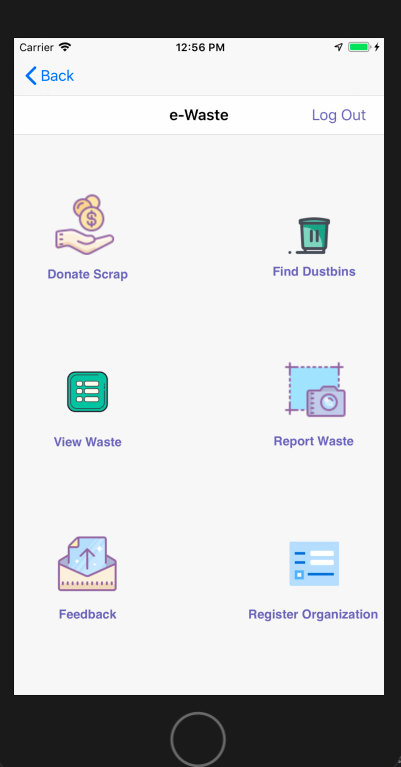 Carrier 12:56 PM
Back
e-Waste Log Out
Donate Scrap Find Dustbins
View Waste Report Waste
Feedback Register Organization